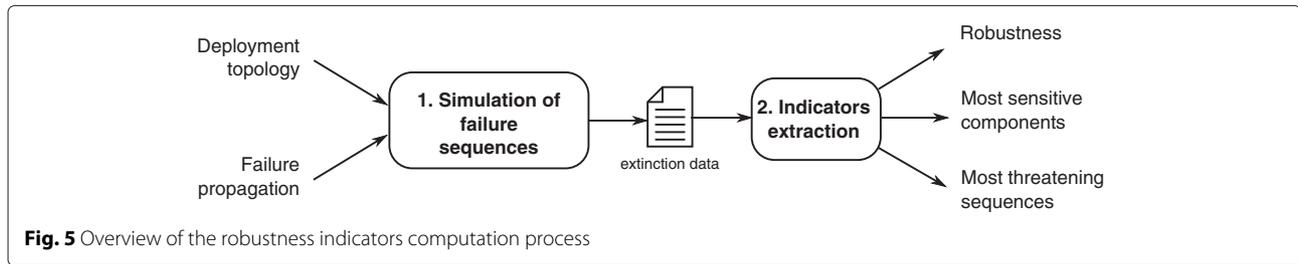 Deployment
topology
Failure
propagation
1. Simulation of
failure
sequences
extinction data
2. Indicators
extraction
Robustness
Most sensitive
components
Most threatening
sequences
Fig. 5 Overview of the robustness indicators computation process